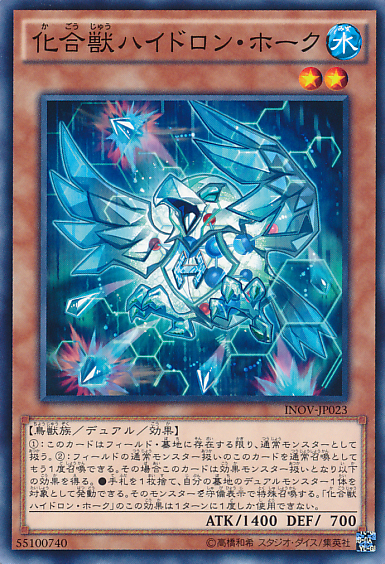 化合獣ハイドロン・ホーク
水
INOV-JP023
【鳥獣族／デュアル／効果】
①：このカードはフィールド・墓地に存在する限り、通常モンスターとして
扱う。②：フィールドの通常モンスター扱いのこのカードを通常召喚として
もう１度召喚できる。その場合このカードは効果モンスター扱いとなり以下
の効果を得る。●手札を１枚捨て、自分の墓地のデュアルモンスター１体を
対象として発動できる。そのモンスターを守備表示で特殊召喚する。「化合
獣ハイドロン・ホーク」のこの効果は１ターンに１度しか使用できない。
ATK/1400 DEF/ 700
55100740 ©高橋和希 スタジオ・ダイス/集英社